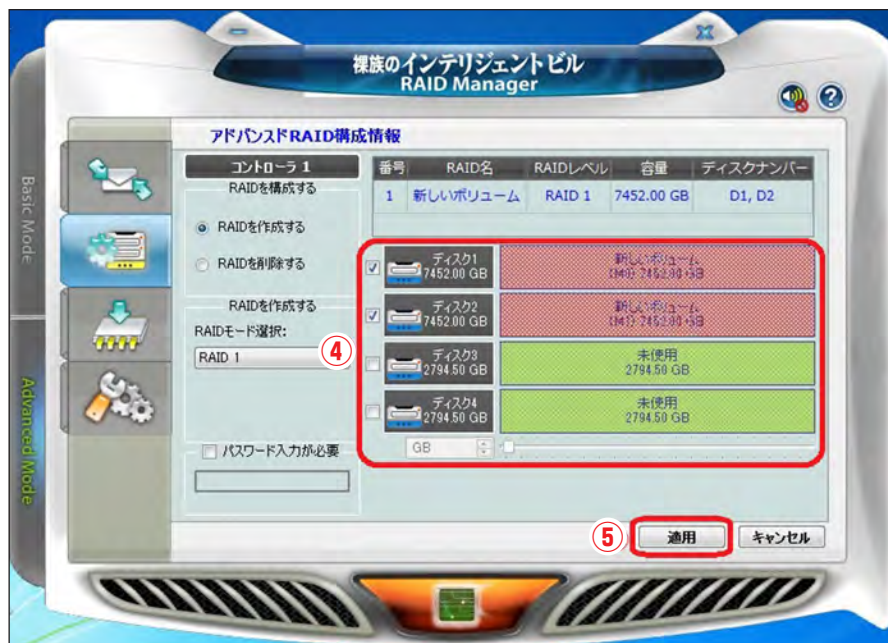 裸族のインテリジェントビル
RAID Manager
アドバンスドRAID構成情報
Basic Mode
Advanced Mode
コントローラ 1
RAIDを構成する
RAIDを作成する
RAIDを削除する
RAIDを作成する
RAIDモード選択:
RAID 1
パスワード入力が必要
番号 RAID名 RAIDレベル 容量 ディスクナンバー
1 新しいボリューム RAID 1 7452.00 GB D1, D2
④
ディスク1
7452.00 GB
新しいボリューム
(M0) 7452.00 GB
ディスク2
7452.00 GB
新しいボリューム
(M1) 7452.00 GB
ディスク3
2794.50 GB
未使用
2794.50 GB
ディスク4
2794.50 GB
未使用
2794.50 GB
GB
⑤ 適用 キャンセル